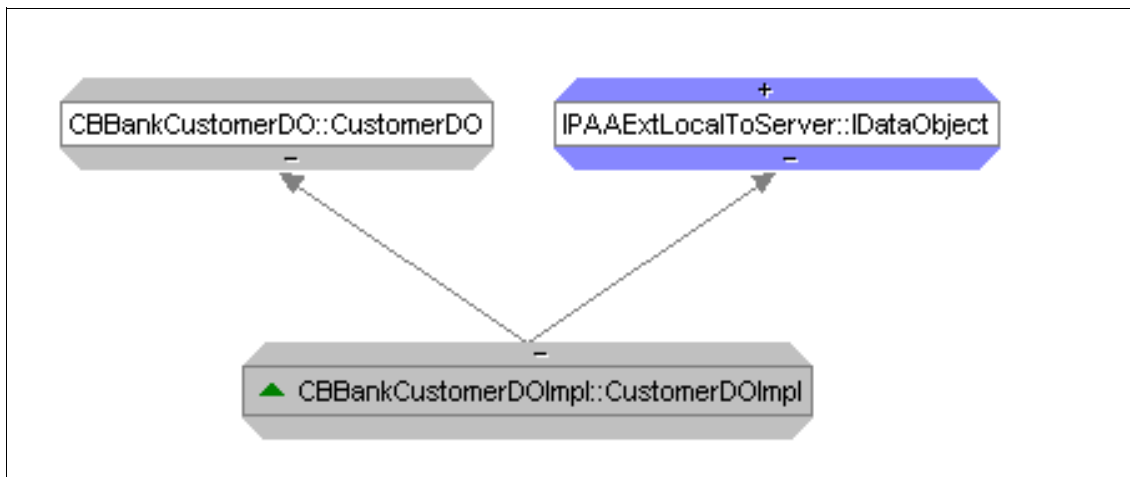 +
CBBankCustomerDO::CustomerDO
IPAAExtLocalToServer::IDataObject
−
−
−
CBBankCustomerDOImpl::CustomerDOImpl